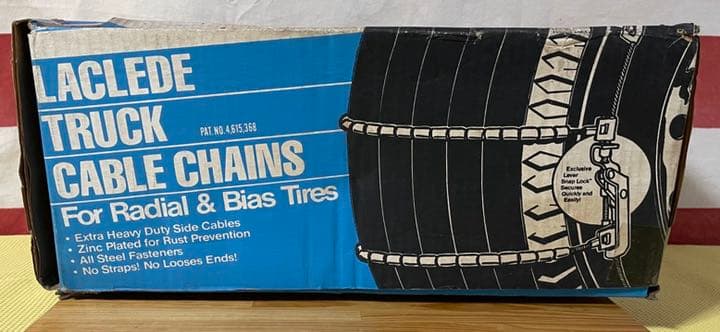 LACLEDE
TRUCK
PAT. NO. 4,615,368
CABLE CHAINS
For Radial & Bias Tires
• Extra Heavy Duty Side Cables
• Zinc Plated for Rust Prevention
• All Steel Fasteners
• No Straps! No Looses Ends!
Exclusive
Lever
Snap Lock"
Secures
Quickly and
Easily!